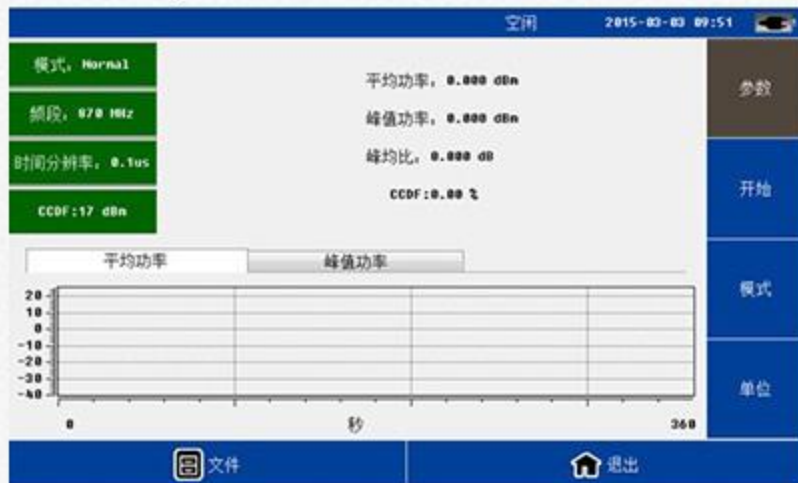 空闲 2015-03-03 09:51
模式: Normal
频段: 870 MHz
时间分辨率: 0.1us
CCDF:17 dBm
平均功率: 0.000 dBm
峰值功率: 0.000 dBm
峰均比: 0.000 dB
CCDF:0.00 %
参数
开始
模式
单位
平均功率 峰值功率
20
10
0
-10
-20
-30
-40
0 秒 360
文件 退出